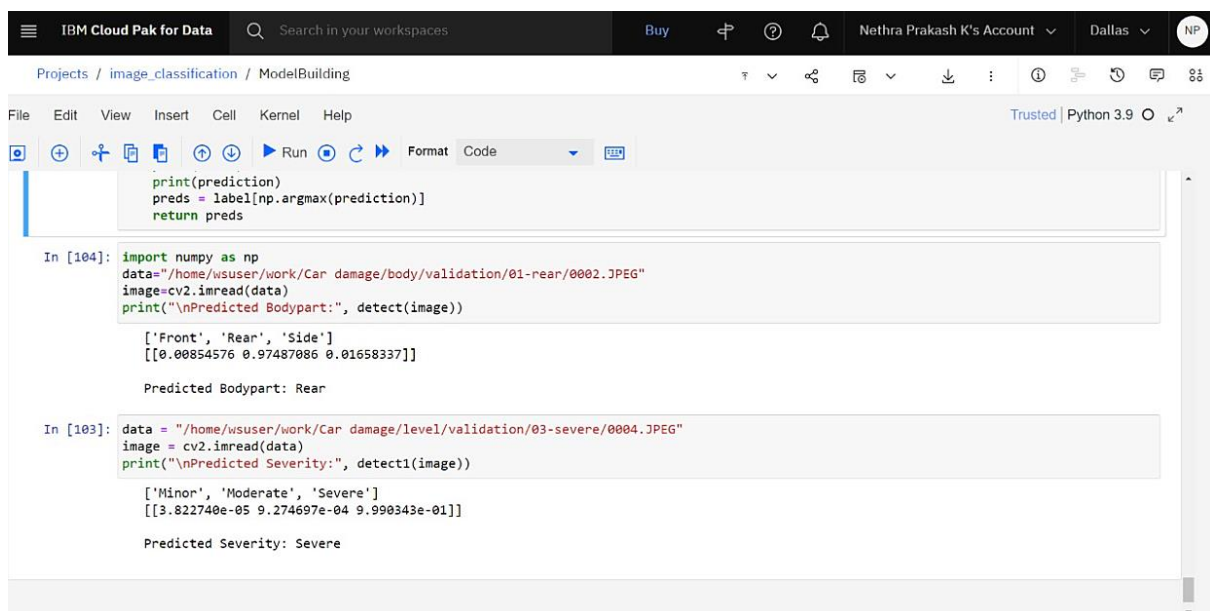 IBM Cloud Pak for Data Search in your workspaces Buy Nethra Prakash K's Account Dallas NP
Projects / image_classification / ModelBuilding
File Edit View Insert Cell Kernel Help Trusted | Python 3.9
Run Format Code
print(prediction)
preds = label[np.argmax(prediction)]
return preds
In [104]: import numpy as np
data="/home/wsuser/work/Car damage/body/validation/01-rear/0002.JPEG"
image=cv2.imread(data)
print("\nPredicted Bodypart:", detect(image))
['Front', 'Rear', 'Side']
[[0.00854576 0.97487086 0.01658337]]
Predicted Bodypart: Rear
In [103]: data = "/home/wsuser/work/Car damage/level/validation/03-severe/0004.JPEG"
image = cv2.imread(data)
print("\nPredicted Severity:", detect1(image))
['Minor', 'Moderate', 'Severe']
[[3.822740e-05 9.274697e-04 9.990343e-01]]
Predicted Severity: Severe